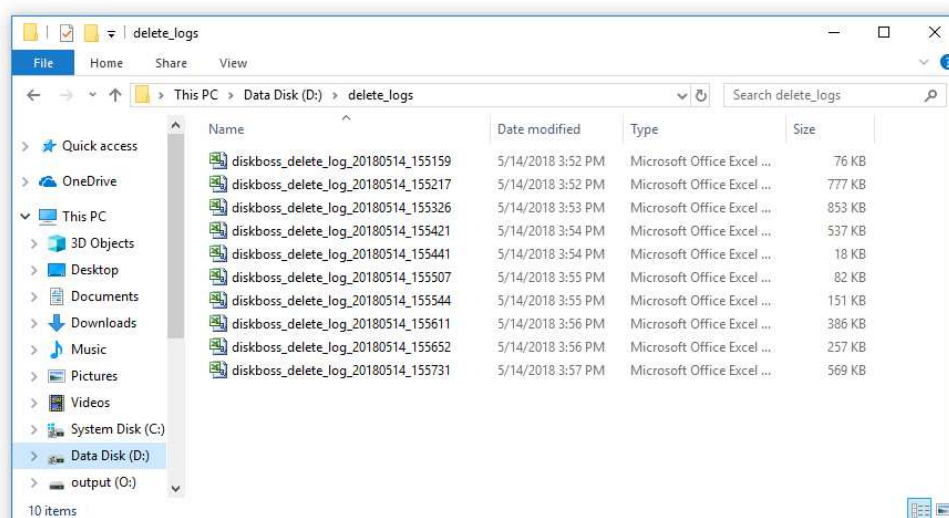 delete_logs
File Home Share View
This PC > Data Disk (D:) > delete_logs
Search delete_logs
Quick access
OneDrive
This PC
3D Objects
Desktop
Documents
Downloads
Music
Pictures
Videos
System Disk (C:)
Data Disk (D:)
output (O:)
Name Date modified Type Size
diskboss_delete_log_20180514_155159 5/14/2018 3:52 PM Microsoft Office Excel ... 76 KB
diskboss_delete_log_20180514_155217 5/14/2018 3:52 PM Microsoft Office Excel ... 777 KB
diskboss_delete_log_20180514_155326 5/14/2018 3:53 PM Microsoft Office Excel ... 853 KB
diskboss_delete_log_20180514_155421 5/14/2018 3:54 PM Microsoft Office Excel ... 537 KB
diskboss_delete_log_20180514_155441 5/14/2018 3:54 PM Microsoft Office Excel ... 18 KB
diskboss_delete_log_20180514_155507 5/14/2018 3:55 PM Microsoft Office Excel ... 82 KB
diskboss_delete_log_20180514_155544 5/14/2018 3:55 PM Microsoft Office Excel ... 151 KB
diskboss_delete_log_20180514_155611 5/14/2018 3:56 PM Microsoft Office Excel ... 386 KB
diskboss_delete_log_20180514_155652 5/14/2018 3:56 PM Microsoft Office Excel ... 257 KB
diskboss_delete_log_20180514_155731 5/14/2018 3:57 PM Microsoft Office Excel ... 569 KB
10 items